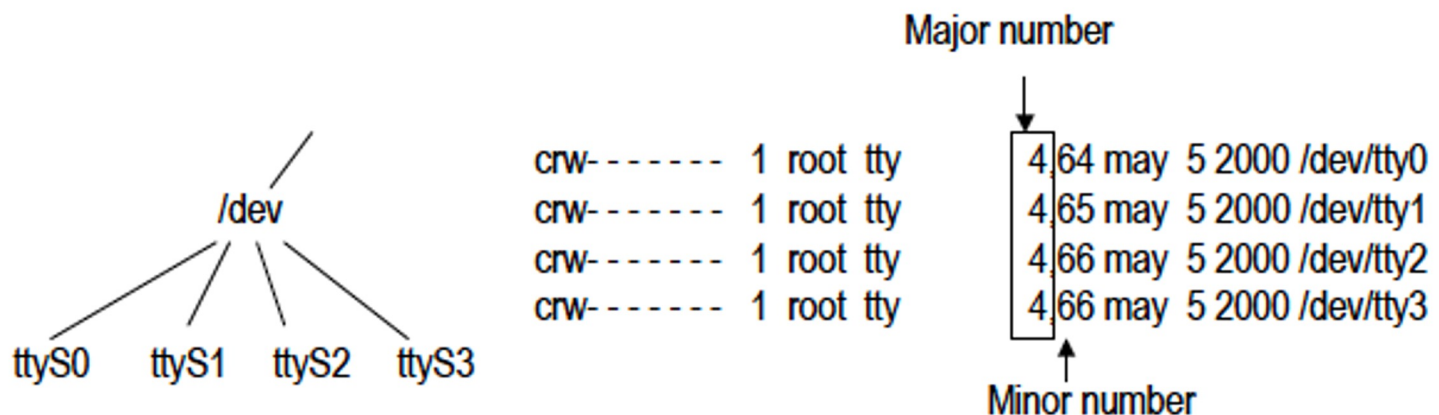 Major number
crw- - - - - - - 1 root tty 4,64 may 5 2000 /dev/tty0
crw- - - - - - - 1 root tty 4,65 may 5 2000 /dev/tty1
crw- - - - - - - 1 root tty 4,66 may 5 2000 /dev/tty2
crw- - - - - - - 1 root tty 4,66 may 5 2000 /dev/tty3
Minor number
/dev
ttyS0 ttyS1 ttyS2 ttyS3